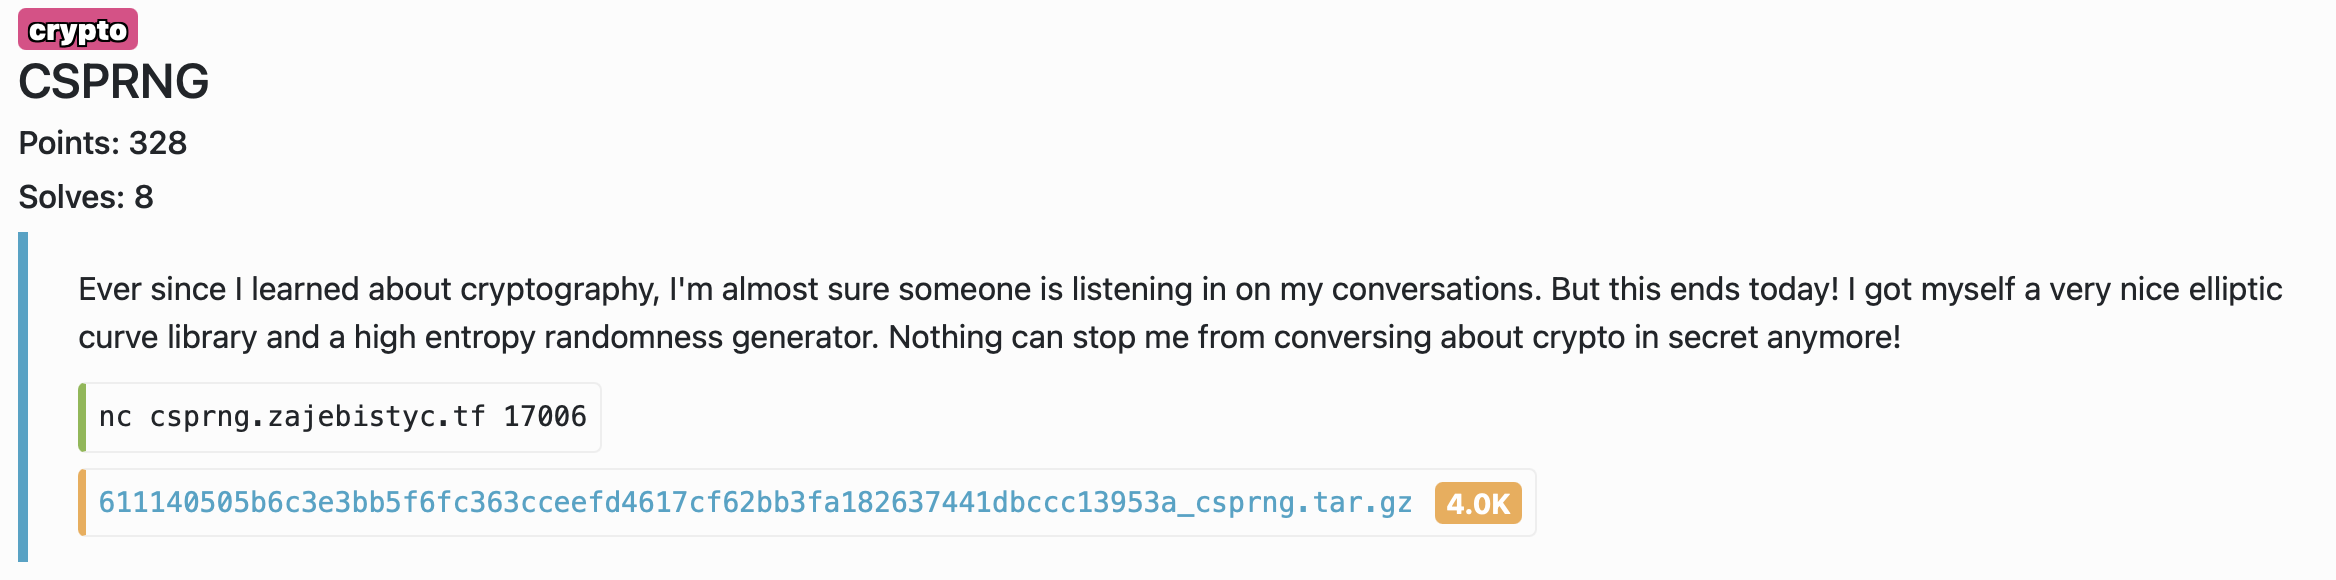 crypto
CSPRNG
Points: 328
Solves: 8
Ever since I learned about cryptography, I'm almost sure someone is listening in on my conversations. But this ends today! I got myself a very nice elliptic
curve library and a high entropy randomness generator. Nothing can stop me from conversing about crypto in secret anymore!
nc csprng.zajebistyc.tf 17006
611140505b6c3e3bb5f6fc363cceefd4617cf62bb3fa182637441dbccc13953a_csprng.tar.gz 4.0K